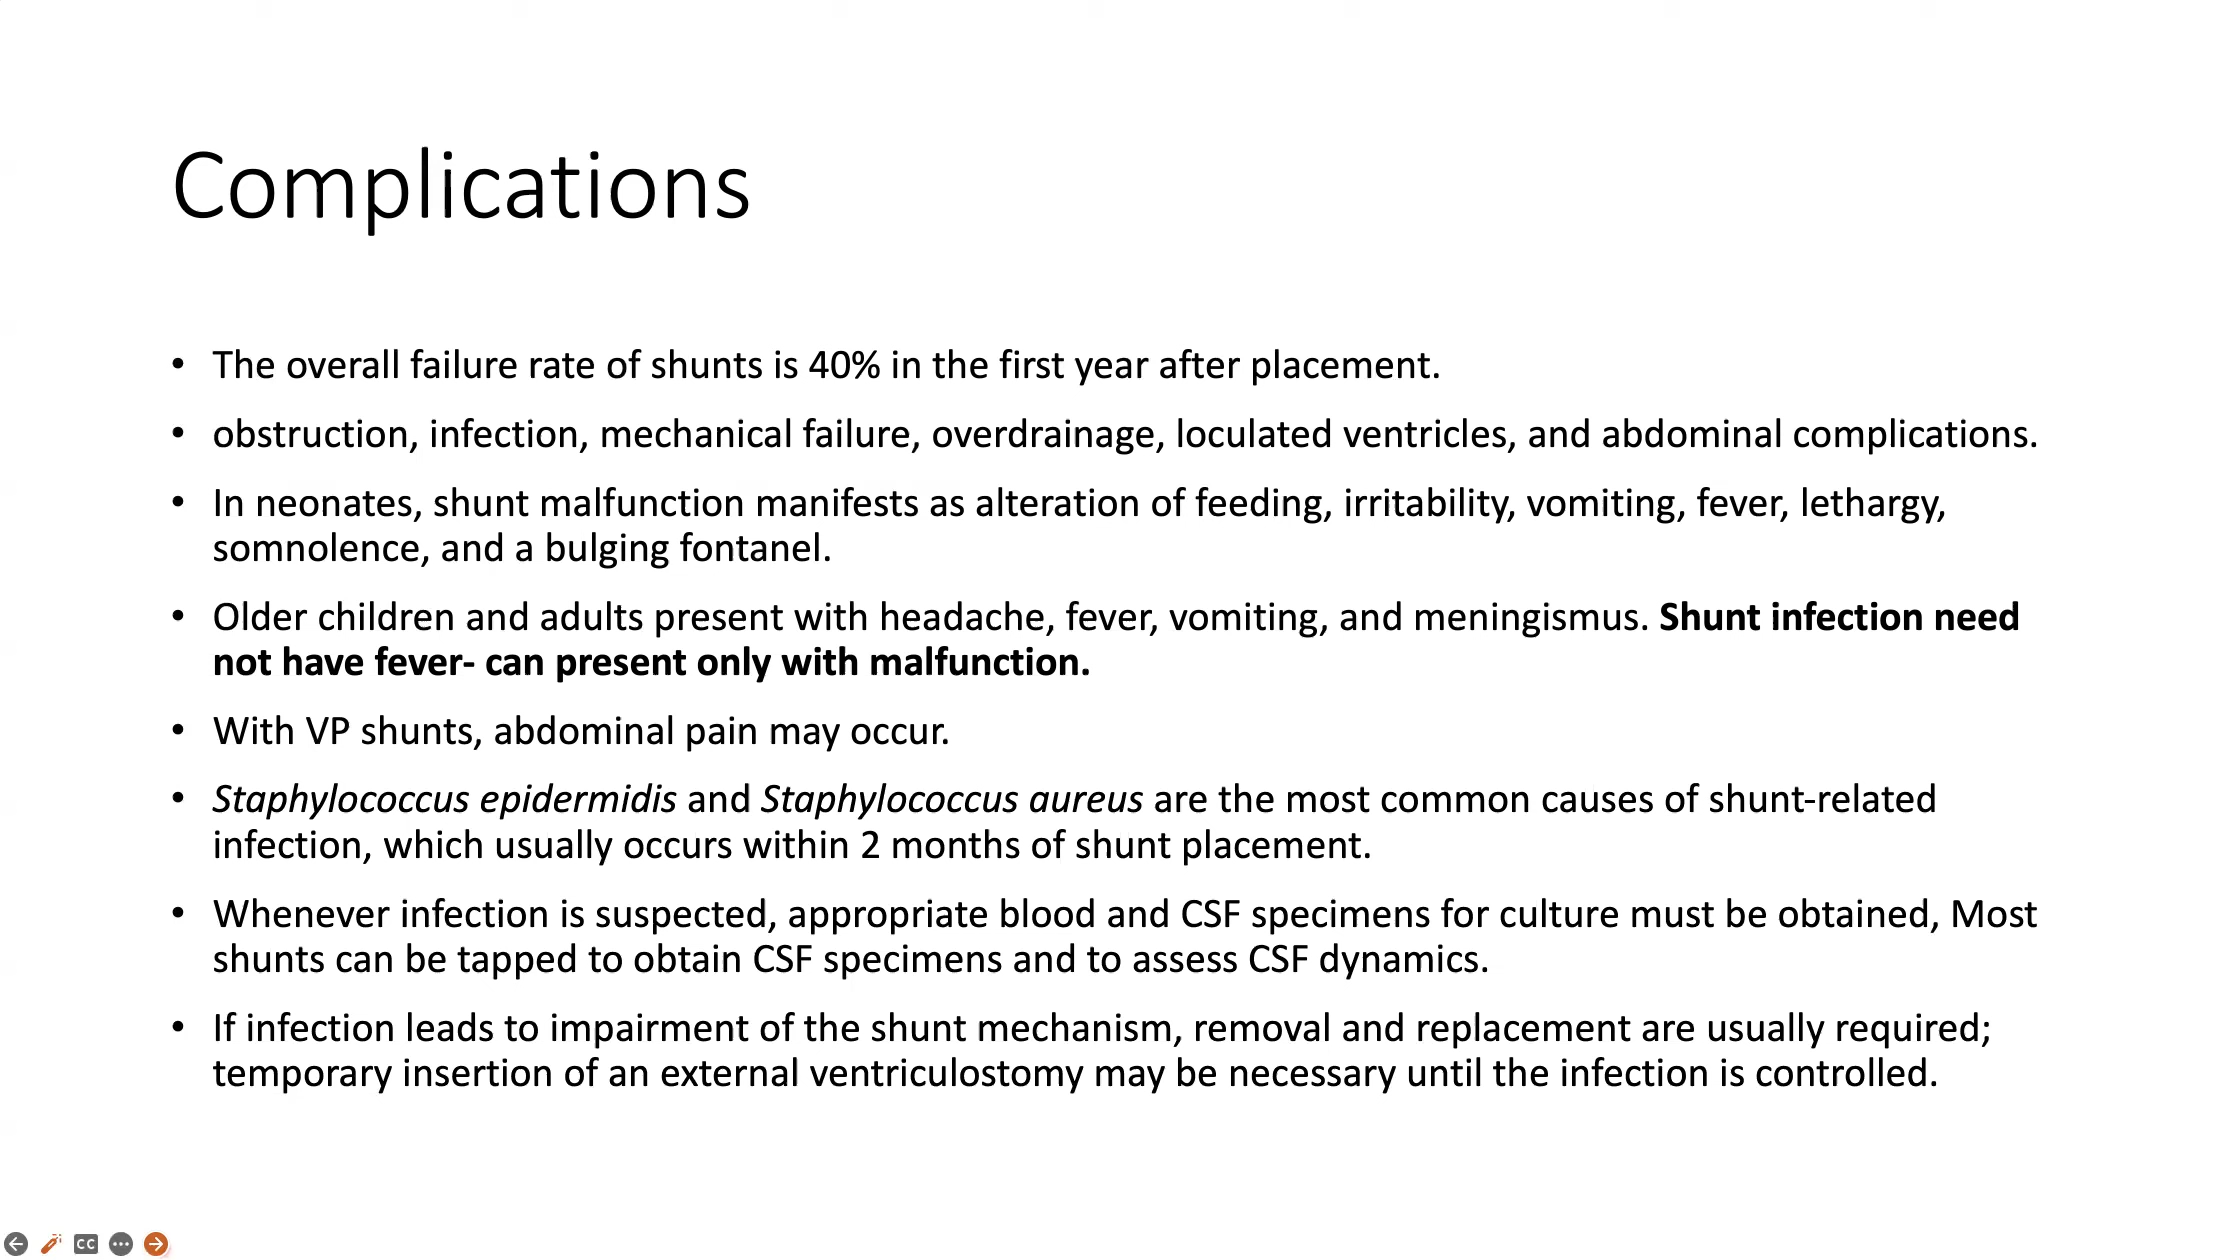 Complications
• The overall failure rate of shunts is 40% in the first year after placement.
• obstruction, infection, mechanical failure, overdrainage, loculated ventricles, and abdominal complications.
• In neonates, shunt malfunction manifests as alteration of feeding, irritability, vomiting, fever, lethargy,
somnolence, and a bulging fontanel.
• Older children and adults present with headache, fever, vomiting, and meningismus. Shunt infection need
not have fever- can present only with malfunction.
• With VP shunts, abdominal pain may occur.
• Staphylococcus epidermidis and Staphylococcus aureus are the most common causes of shunt-related
infection, which usually occurs within 2 months of shunt placement.
• Whenever infection is suspected, appropriate blood and CSF specimens for culture must be obtained, Most
shunts can be tapped to obtain CSF specimens and to assess CSF dynamics.
• If infection leads to impairment of the shunt mechanism, removal and replacement are usually required;
temporary insertion of an external ventriculostomy may be necessary until the infection is controlled.
CC